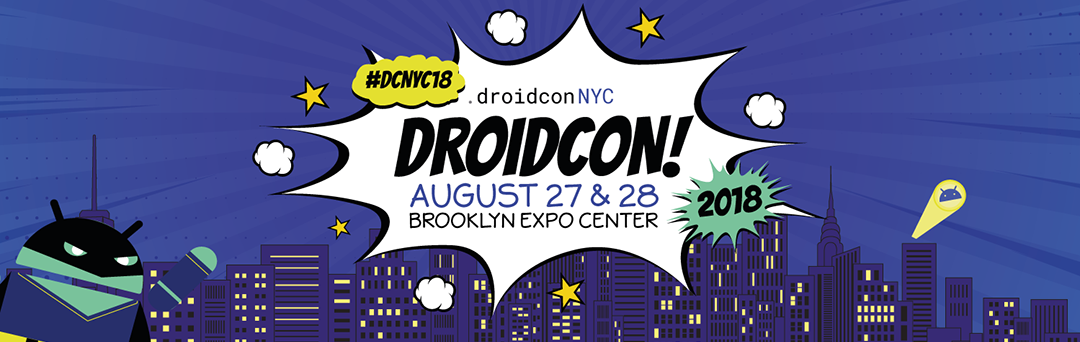 #DCNYC18
.droidconNYC
DROIDCON!
AUGUST 27 & 28
BROOKLYN EXPO CENTER
2018